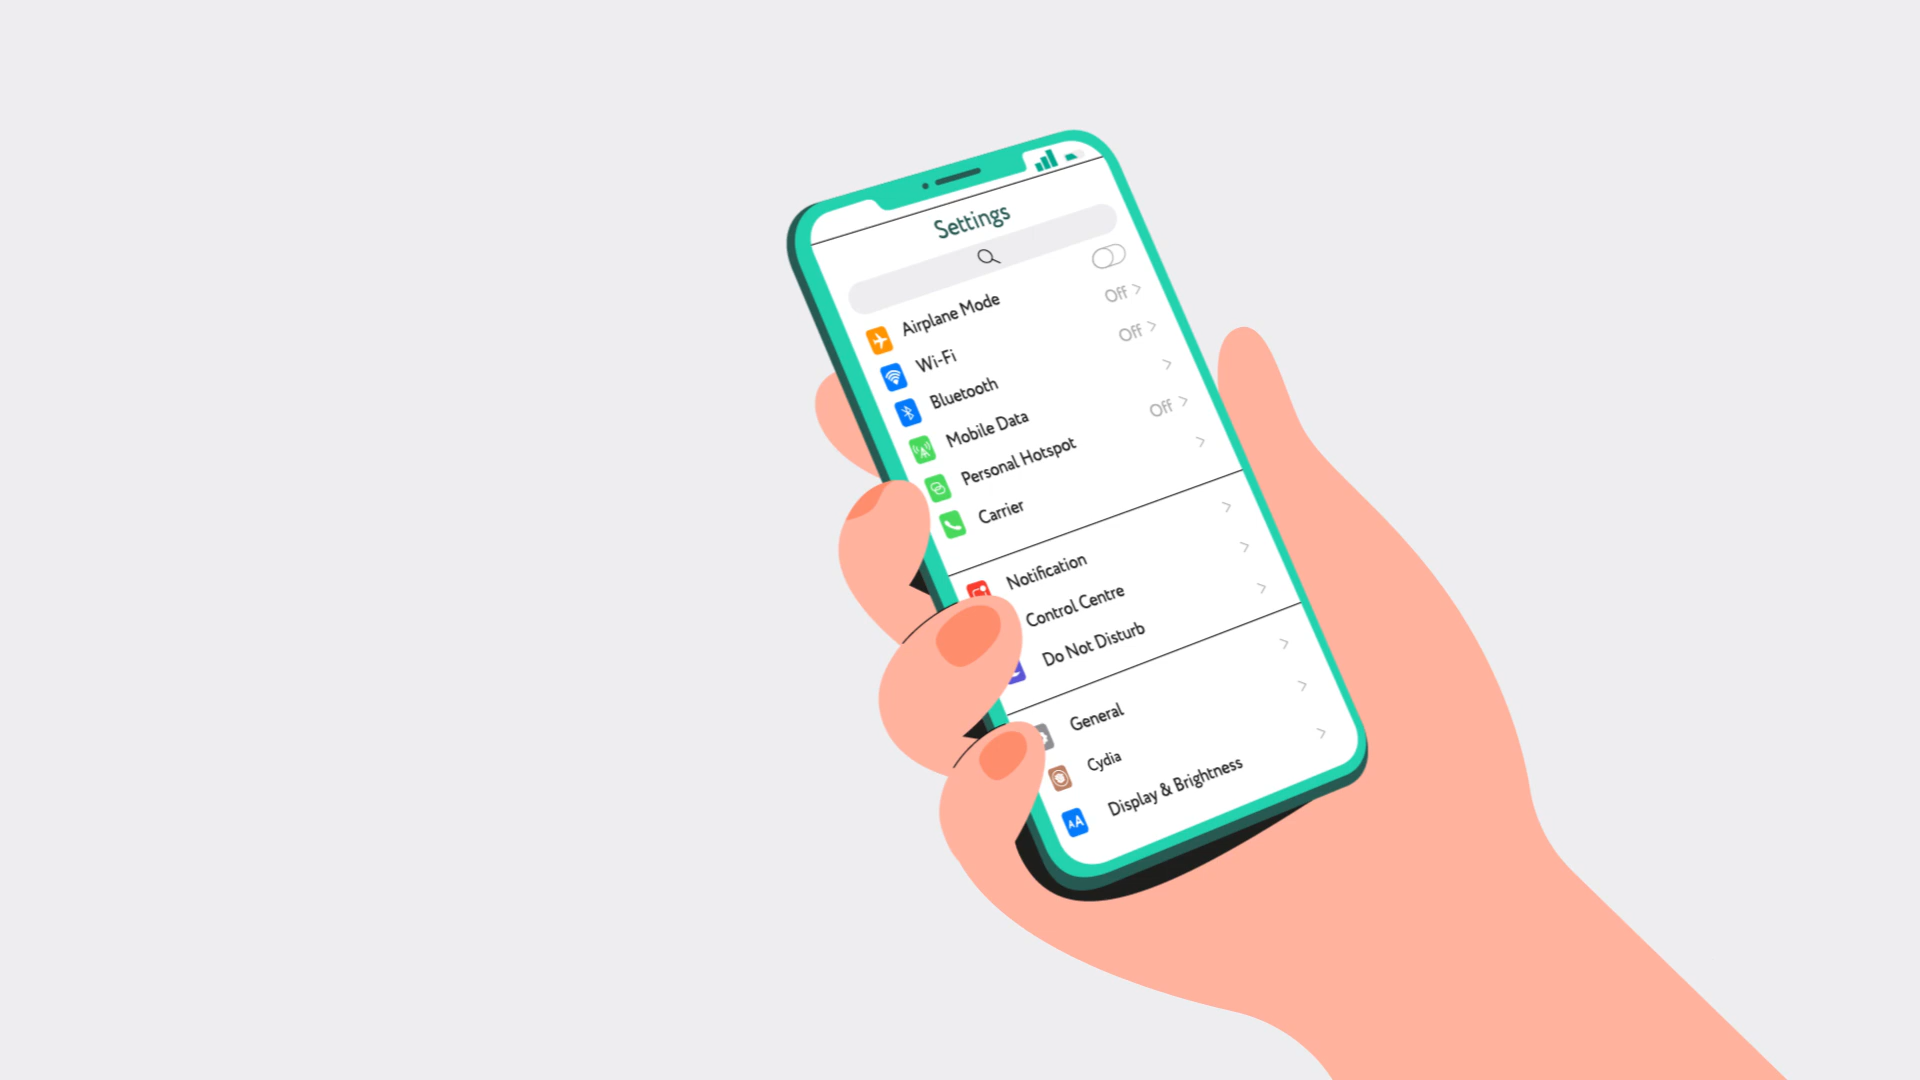 Settings
Airplane Mode
Wi-Fi Off
Bluetooth Off
Mobile Data
Personal Hotspot Off
Carrier
Notification
Control Centre
Do Not Disturb
General
Cydia
AA Display & Brightness